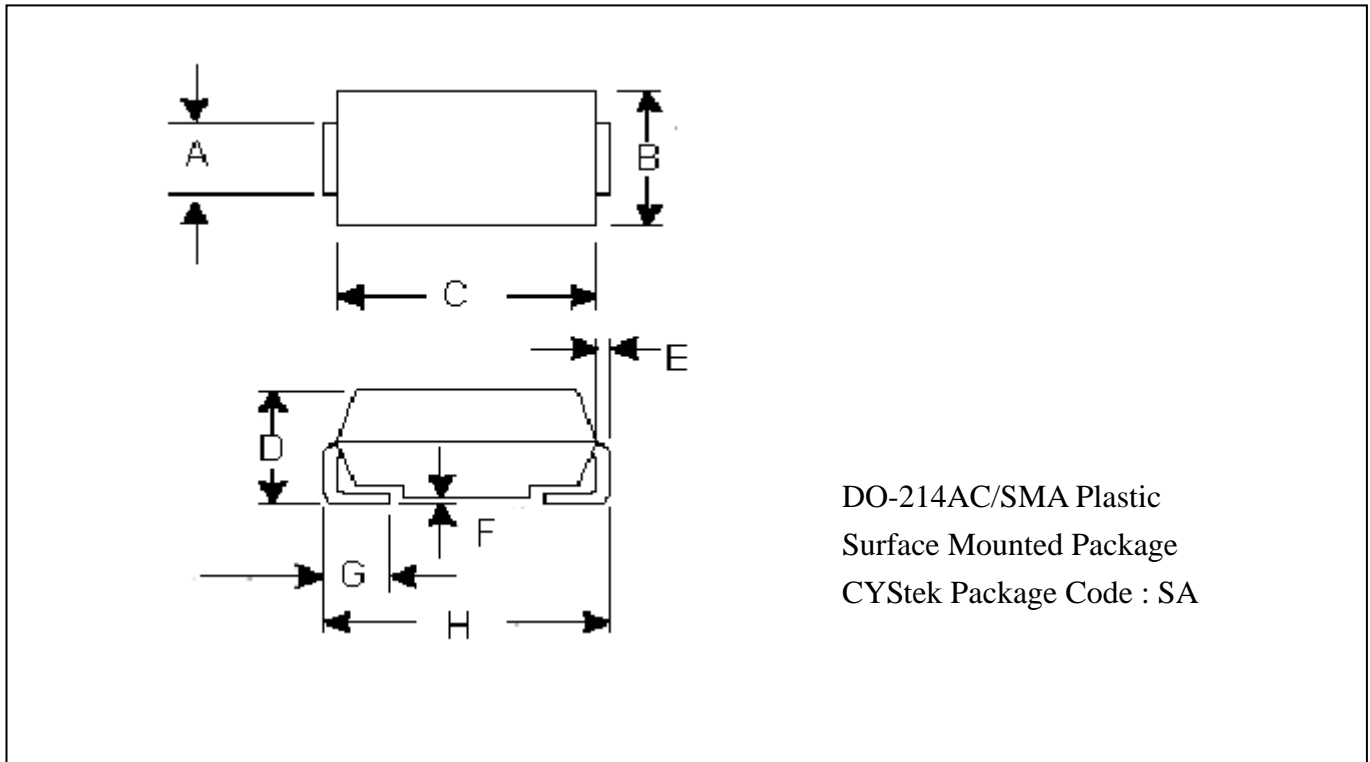 A
B
C
E
D
F
G
H
DO-214AC/SMA Plastic
Surface Mounted Package
CYStek Package Code : SA